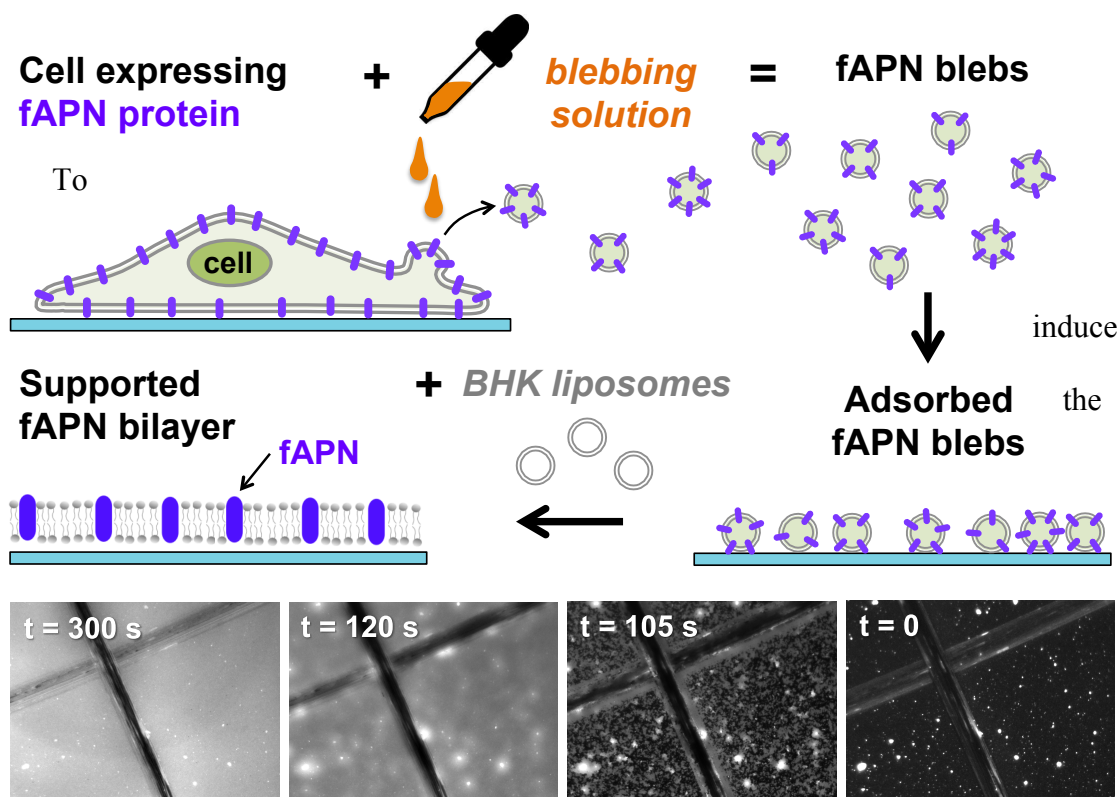 Cell expressing
fAPN protein
+
blebbing
solution
=
fAPN blebs
To
cell
induce
the
Adsorbed
fAPN blebs
+ BHK liposomes
Supported
fAPN bilayer
fAPN
t = 300 s
t = 120 s
t = 105 s
t = 0